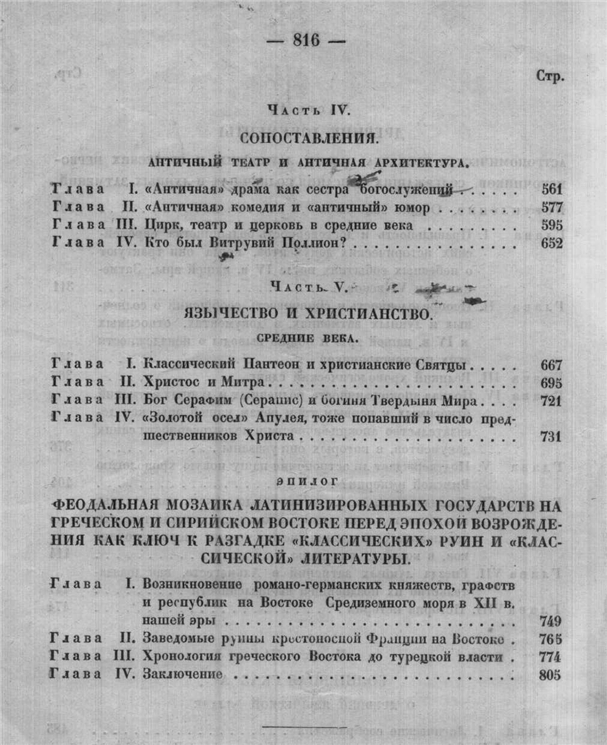 — 816 —
Стр.
Часть IV.
СОПОСТАВЛЕНИЯ.
АНТИЧНЫЙ ТЕАТР И АНТИЧНАЯ АРХИТЕКТУРА.
Глава I. «Античная» драма как сестра богослужений . . . . . 561
Глава II. «Античная» комедия и «античный» юмор . . . . . . . 577
Глава III. Цирк, театр и церковь в средние века . . . . . . . 595
Глава IV. Кто был Витрувий Поллион? . . . . . . . . . . . . 652
Часть V.
ЯЗЫЧЕСТВО И ХРИСТИАНСТВО.
СРЕДНИЕ ВЕКА.
Глава I. Классический Пантеон и христианские Святцы . . . . . 667
Глава II. Христос и Митра . . . . . . . . . . . . . . . . . 695
Глава III. Бог Серафим (Серапис) и богиня Твердыня Мира . . . . 721
Глава IV. «Золотой осел» Апулея, тоже попавший в число пред-
шественников Христа . . . . . . . . . . . . . . . . . 731
ЭПИЛОГ
ФЕОДАЛЬНАЯ МОЗАИКА ЛАТИНИЗИРОВАННЫХ ГОСУДАРСТВ НА
ГРЕЧЕСКОМ И СИРИЙСКОМ ВОСТОКЕ ПЕРЕД ЭПОХОЙ ВОЗРОЖДЕ-
НИЯ КАК КЛЮЧ К РАЗГАДКЕ «КЛАССИЧЕСКИХ» РУИН И «КЛАС-
СИЧЕСКОЙ» ЛИТЕРАТУРЫ.
Глава I. Возникновение романо-германских княжеств, графств
и республик на Востоке Средиземного моря в XII в.
нашей эры . . . . . . . . . . . . . . . . . . . . . . 749
Глава II. Заведомые руины крестоносной Франции на Востоке . 765
Глава III. Хронология греческого Востока до турецкой власти . 774
Глава IV. Заключение . . . . . . . . . . . . . . . . . . . . 805